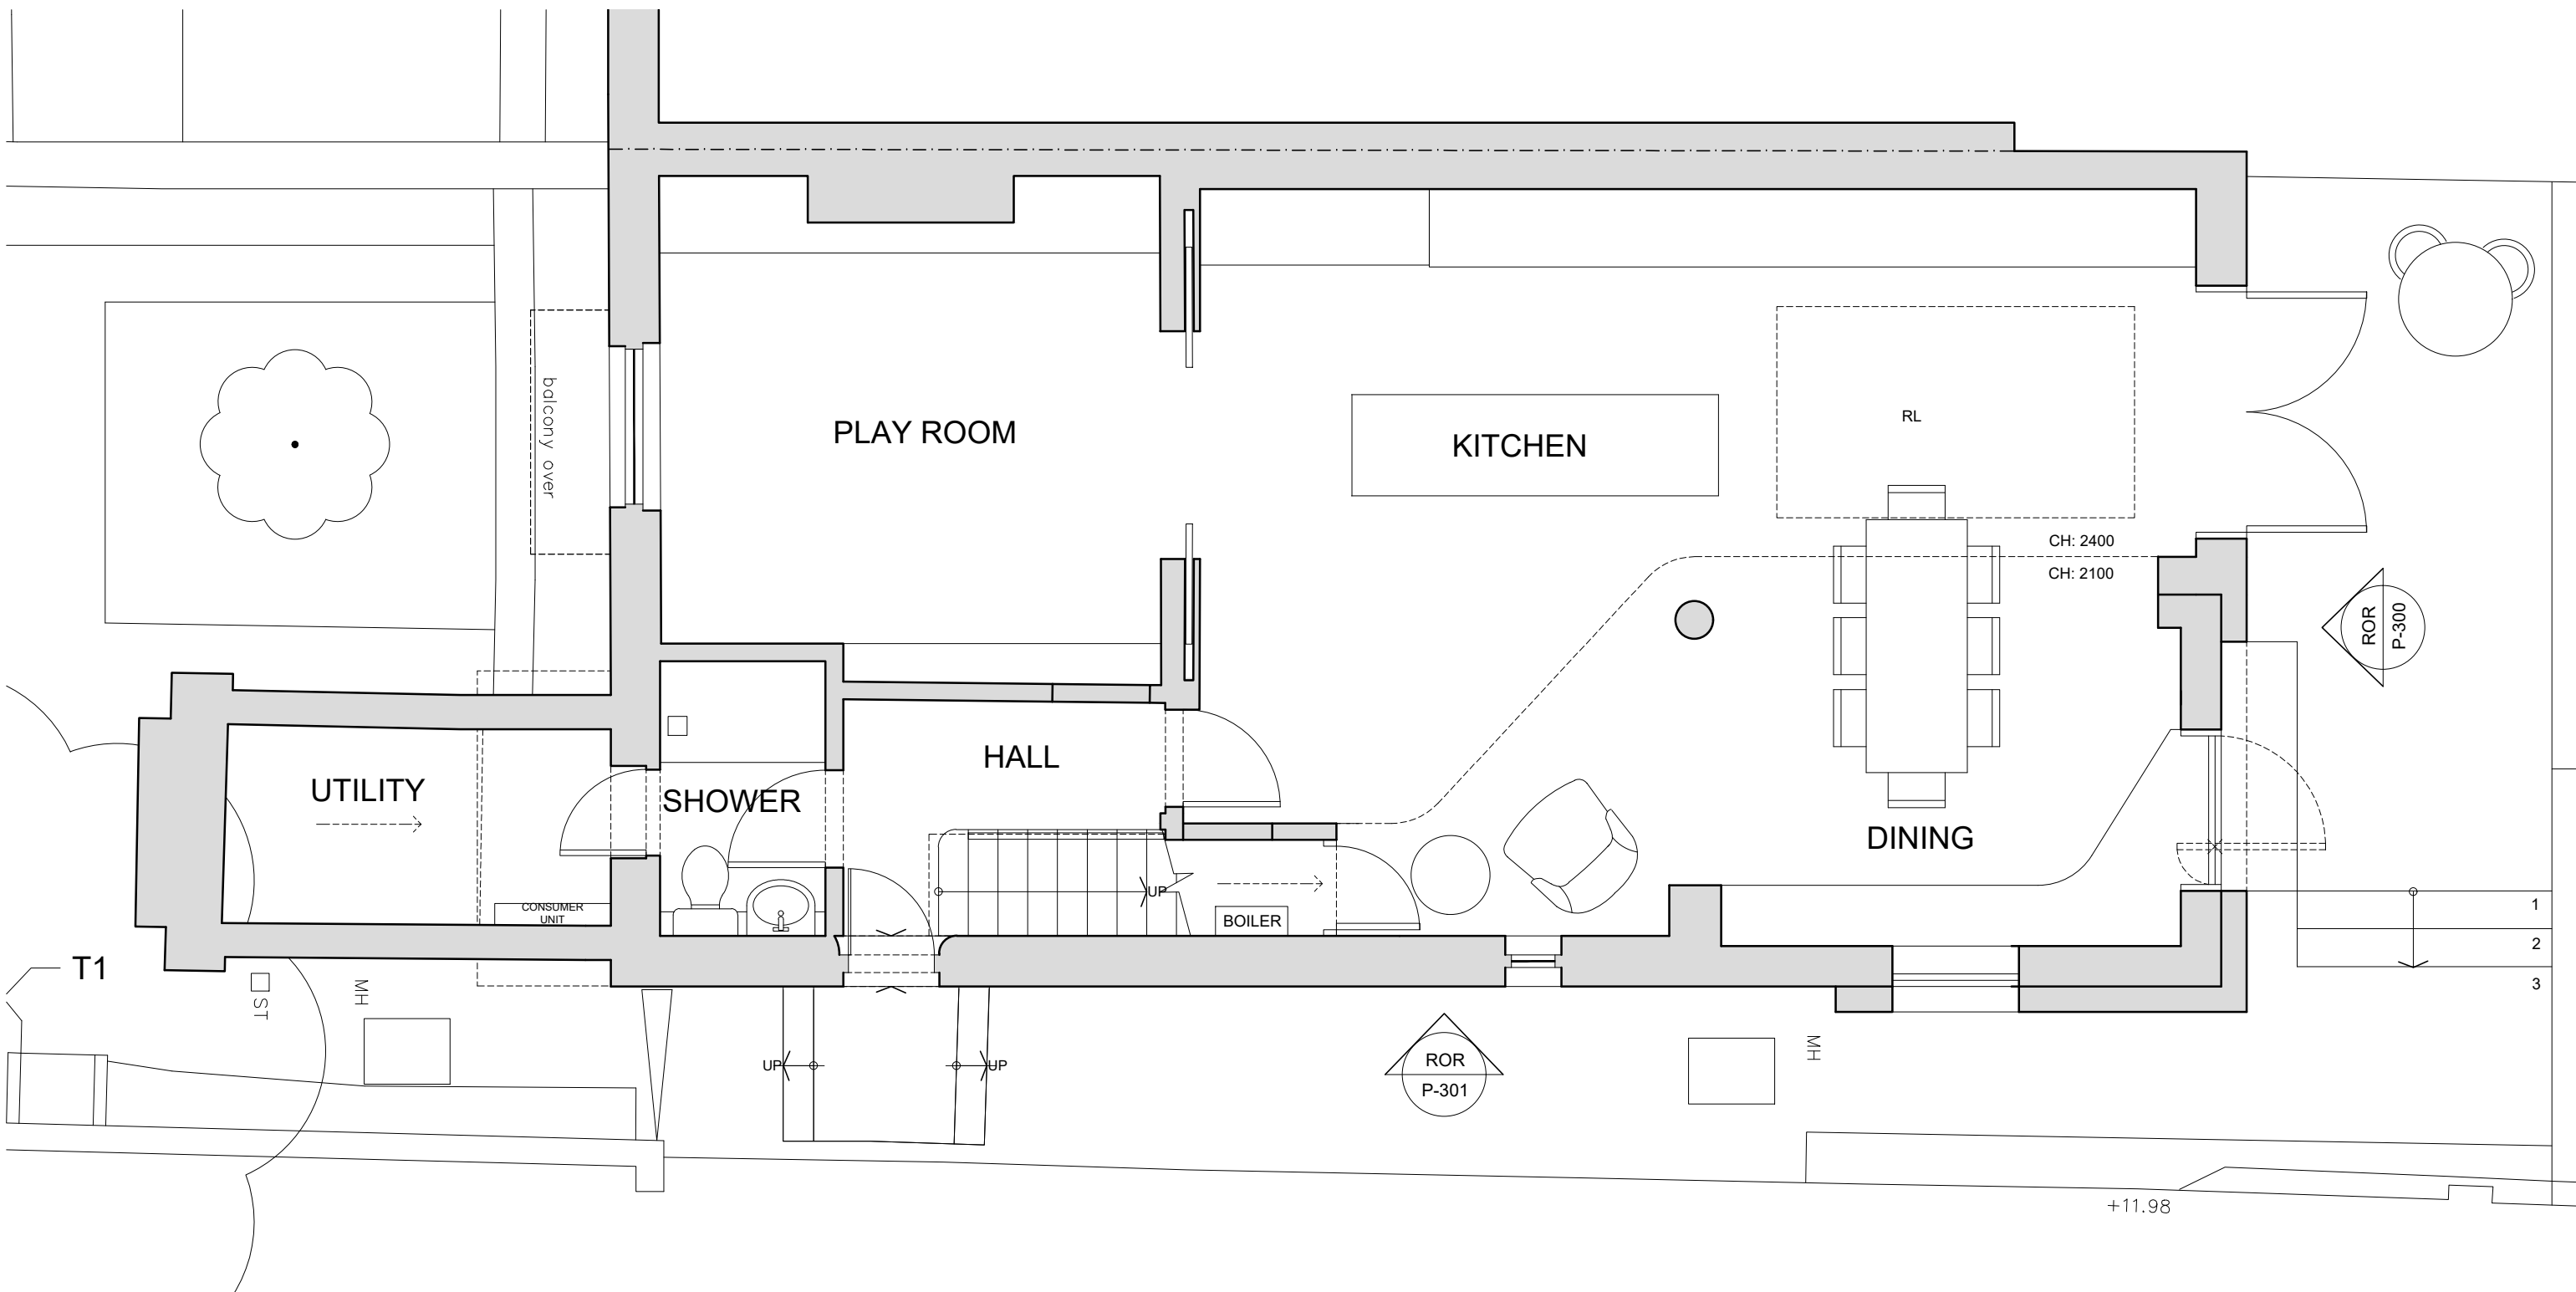 balcony over
PLAY ROOM
KITCHEN
RL
CH: 2400
CH: 2100
ROR
P-300
UTILITY
SHOWER
HALL
DINING
UP
CONSUMER
UNIT
BOILER
1
2
3
T1
ST
MH
UP
UP
ROR
P-301
MH
+11.98